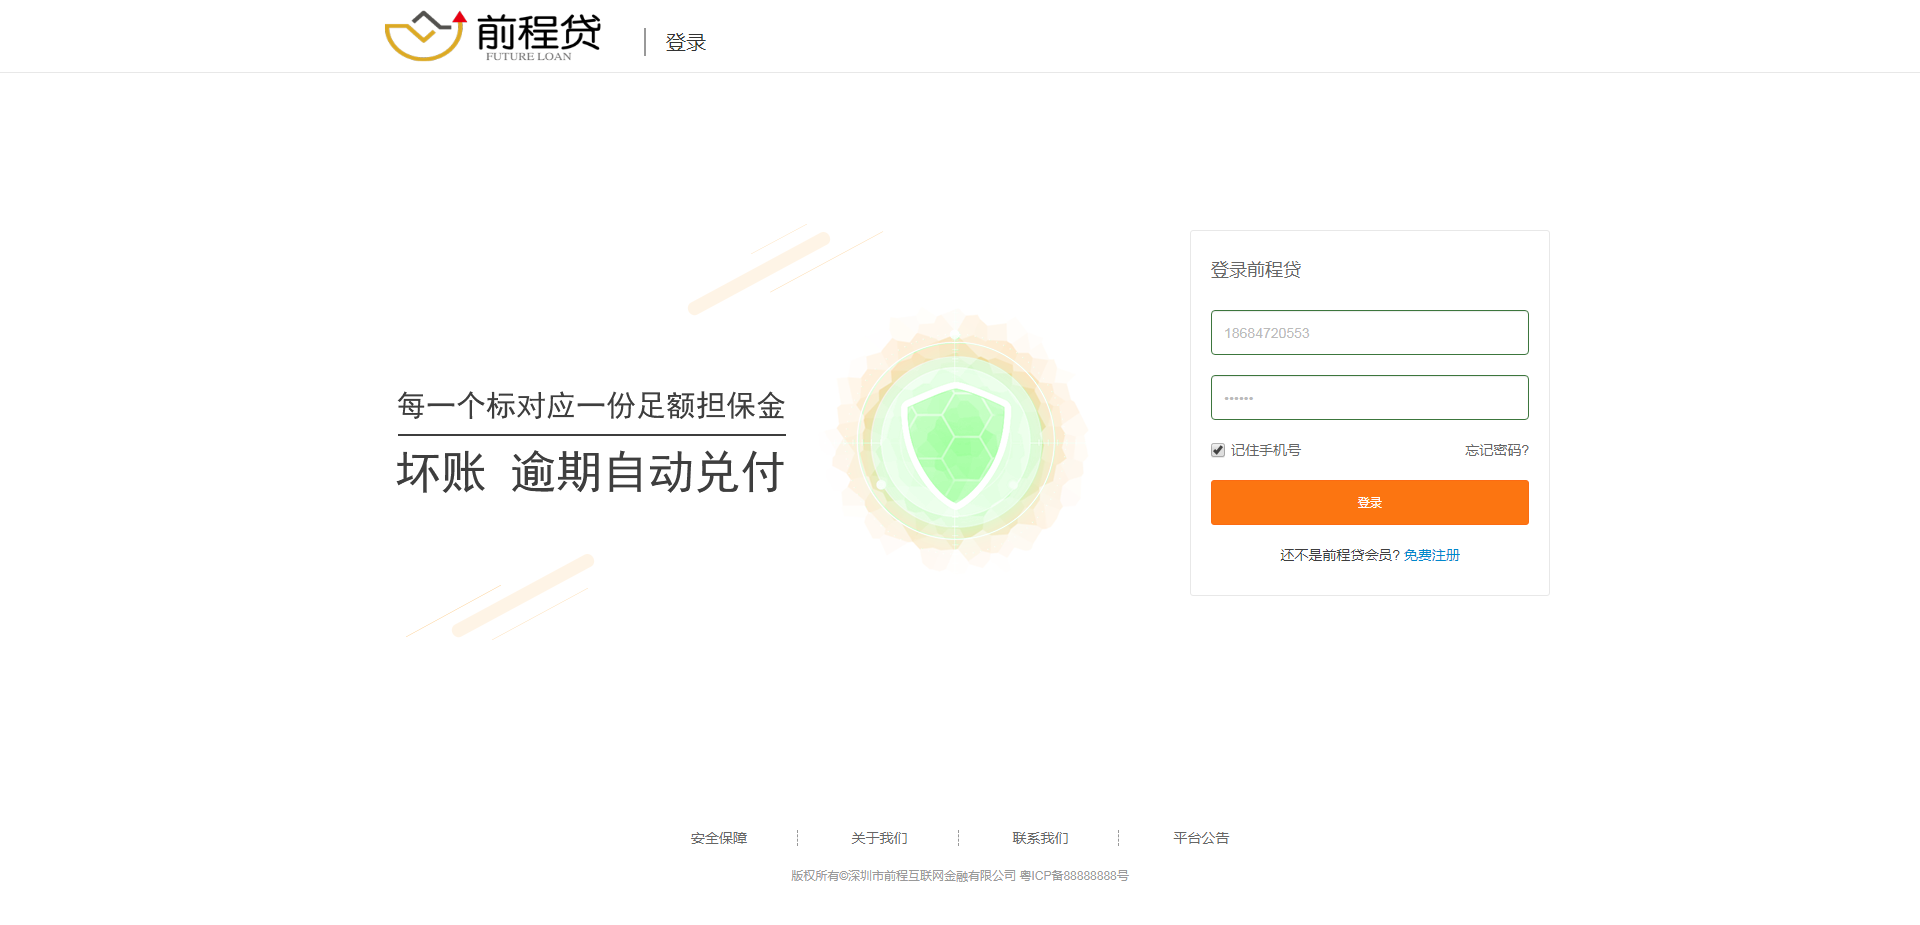 前程贷
FUTURE LOAN
登录
每一个标对应一份足额担保金
坏账 逾期自动兑付
登录前程贷
18684720553
••••••
记住手机号
忘记密码?
登录
还不是前程贷会员? 免费注册
安全保障
关于我们
联系我们
平台公告
版权所有©深圳市前程互联网金融有限公司 粤ICP备88888888号